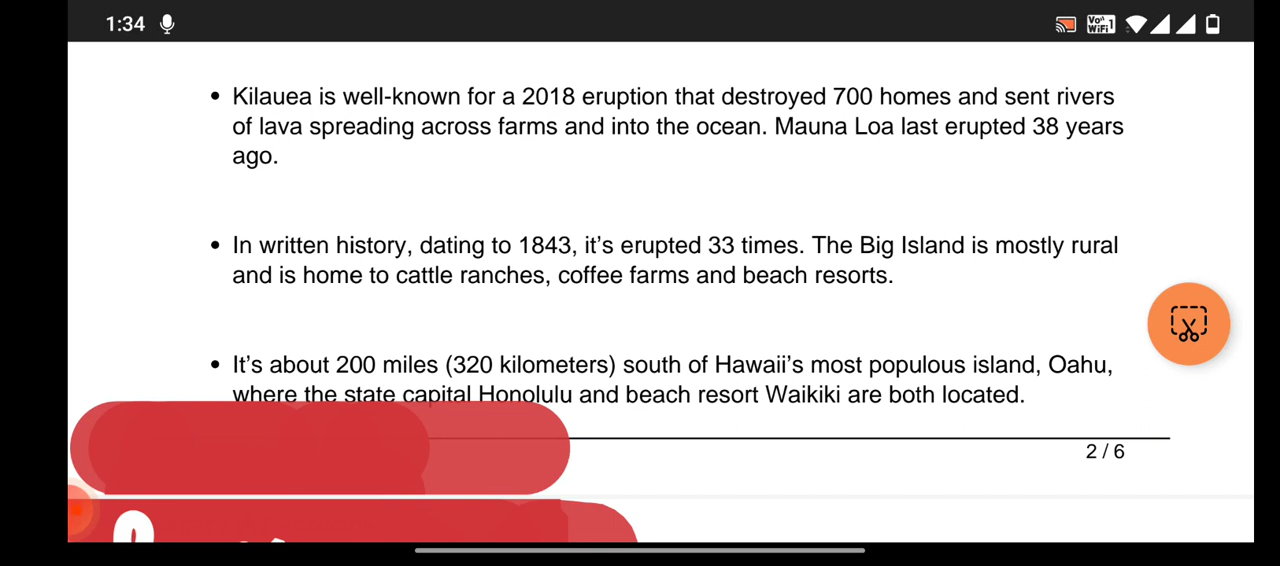 1:34
Vo)) WiFi 1
• Kilauea is well-known for a 2018 eruption that destroyed 700 homes and sent rivers
of lava spreading across farms and into the ocean. Mauna Loa last erupted 38 years
ago.
• In written history, dating to 1843, it’s erupted 33 times. The Big Island is mostly rural
and is home to cattle ranches, coffee farms and beach resorts.
• It’s about 200 miles (320 kilometers) south of Hawaii’s most populous island, Oahu,
where the state capital Honolulu and beach resort Waikiki are both located.
2 / 6